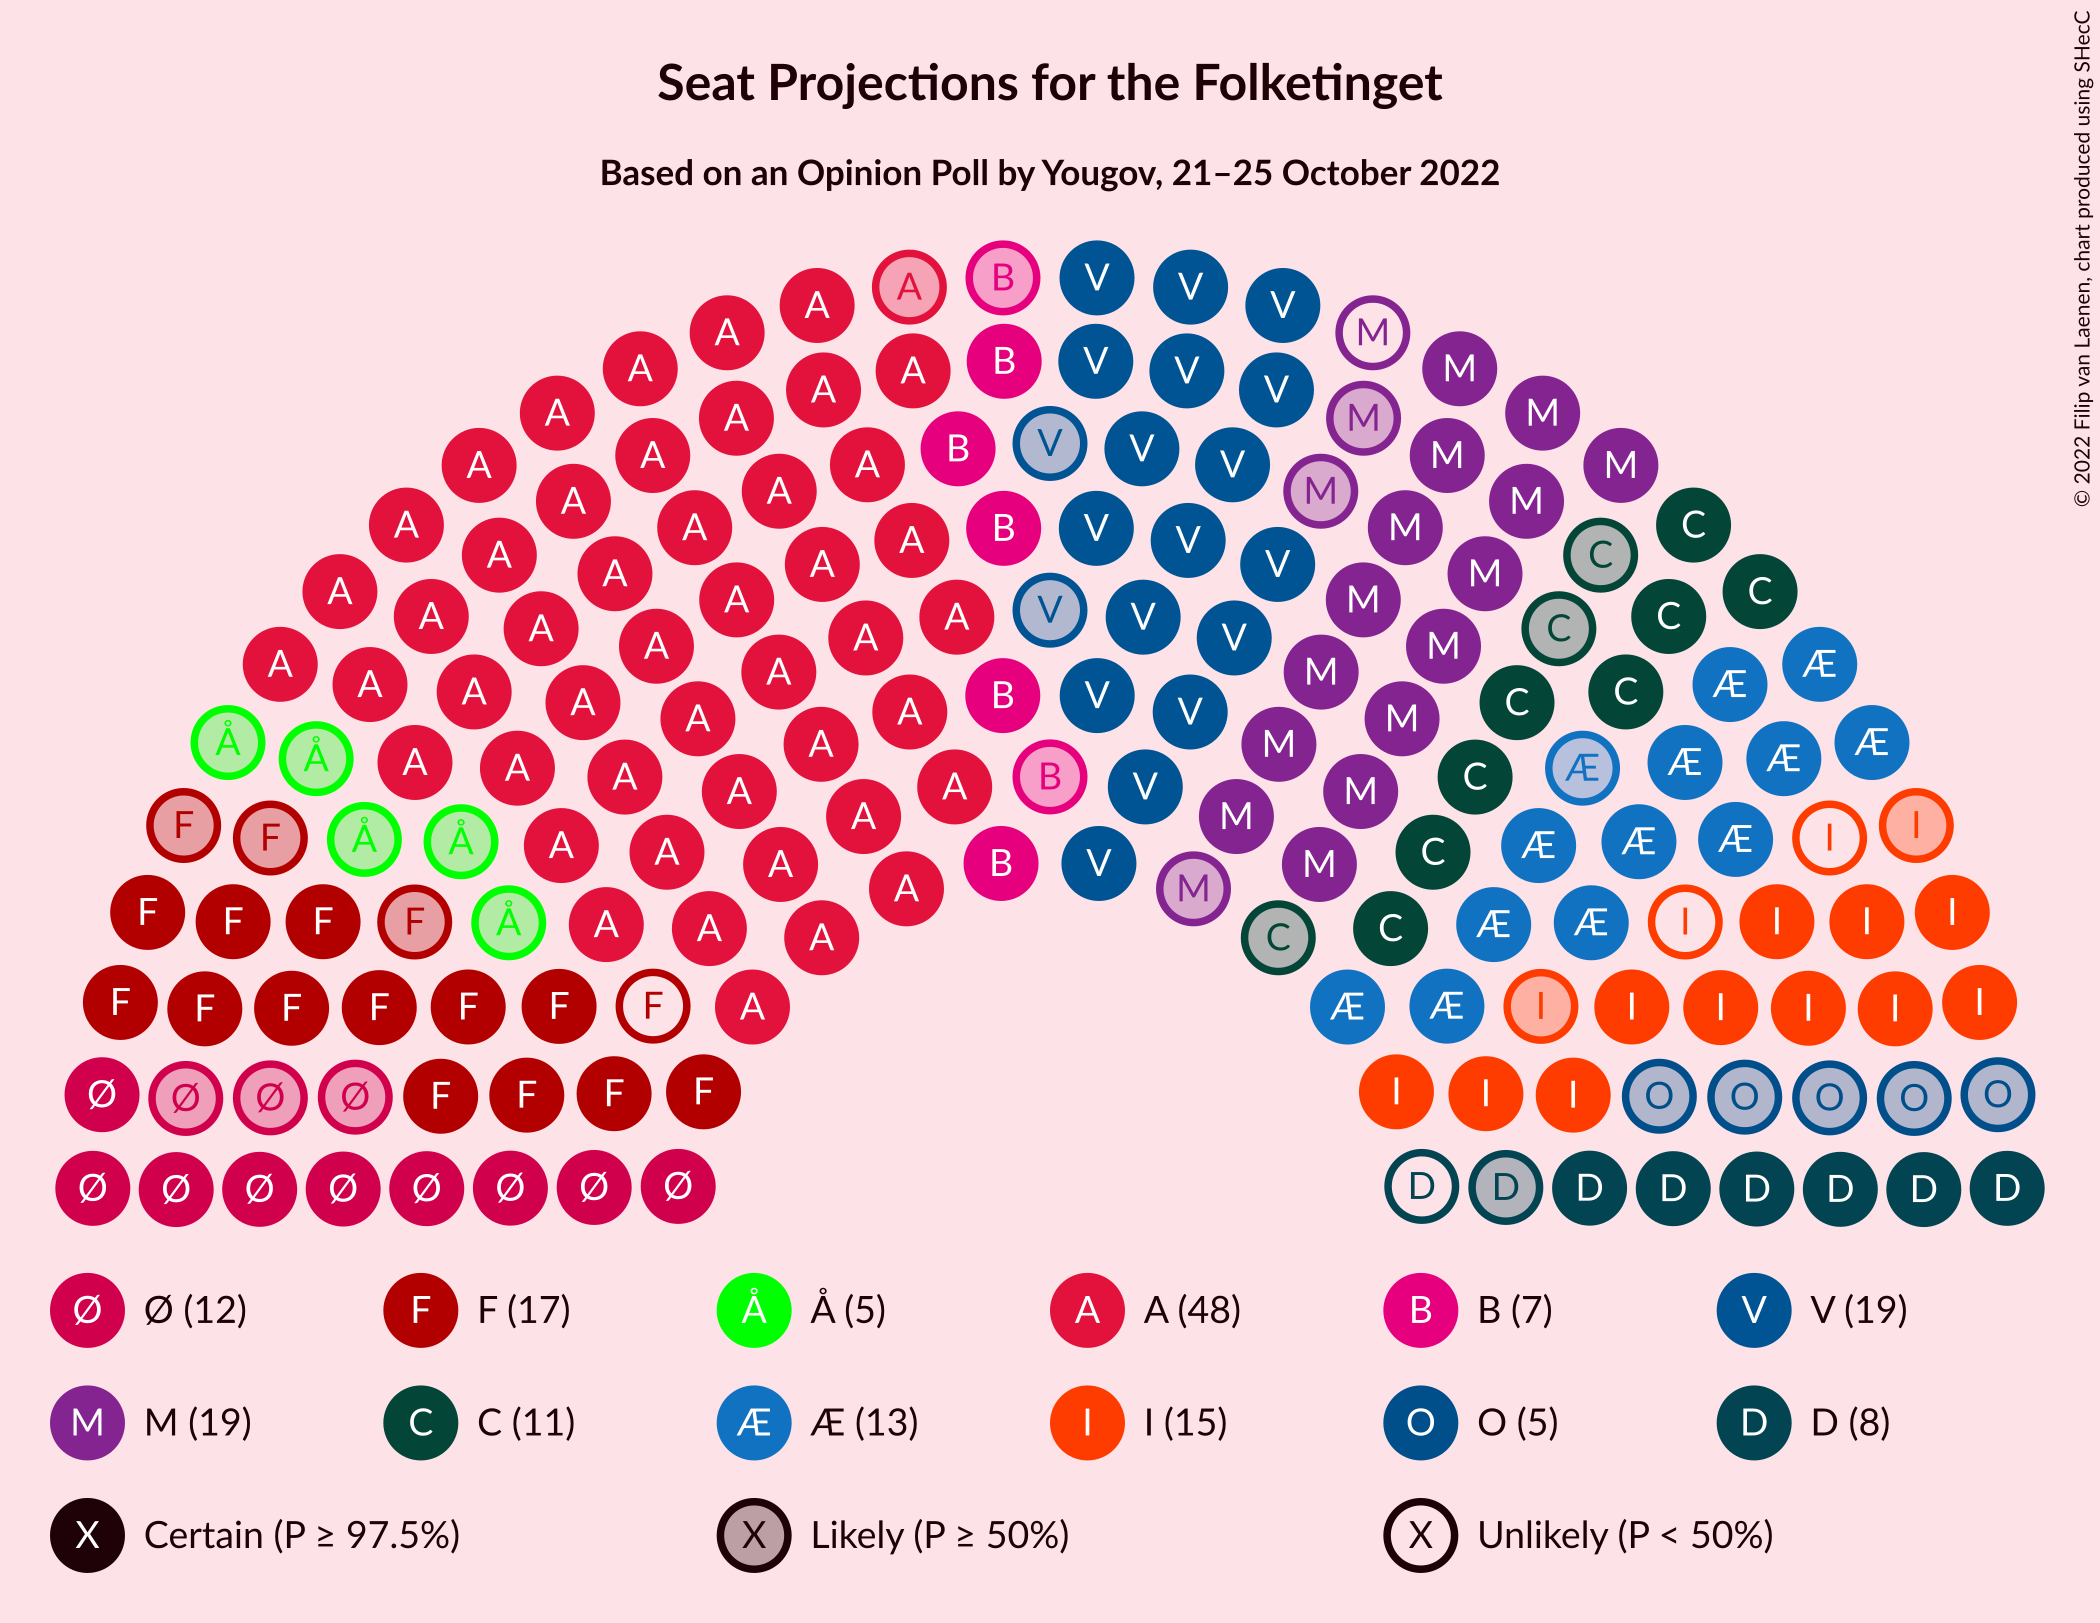 Seat Projections for the Folketinget
Based on an Opinion Poll by Yougov, 21–25 October 2022
© 2022 Filip van Laenen, chart produced using SHecC
A A B V V V
A M
A A A B V V V M
A A M M
A A A B V V V M M
A A M M
A A A A B V V M C C
A A A A V M M C
A A A A A V V V M C C
A A A A A A B V V M C C Æ Æ
Å Å A A A A A M M C Æ Æ Æ Æ
A A A B V M M
F F Å Å A A A A B V M M C Æ Æ Æ I I
F F F F Å A A A C C Æ Æ I I I I
F F F F F F F A Æ Æ I I I I I I
Ø Ø Ø Ø F F F F I I I O O O O O
Ø Ø Ø Ø Ø Ø Ø Ø D D D D D D D D
Ø Ø (12) F F (17) Å Å (5) A A (48) B B (7) V V (19)
M M (19) C C (11) Æ Æ (13) I I (15) O O (5) D D (8)
X Certain (P ≥ 97.5%) X Likely (P ≥ 50%) X Unlikely (P < 50%)